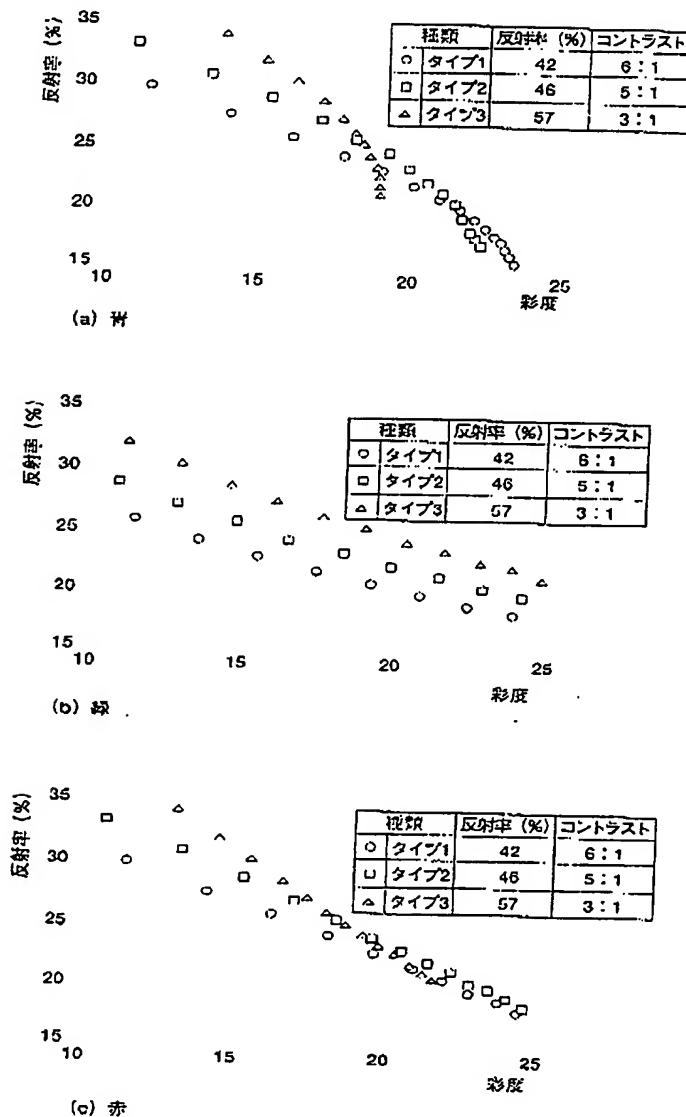 反射率 (%)
35
30
25
20
15
10 15 20 25
彩度
種類 反射率 (%) コントラスト
○ タイプ1 42 6:1
□ タイプ2 46 5:1
△ タイプ3 57 3:1
(a) 青
反射率 (%)
35
30
25
20
15
10 15 20 25
彩度
種類 反射率 (%) コントラスト
○ タイプ1 42 6:1
□ タイプ2 46 5:1
△ タイプ3 57 3:1
(b) 緑
反射率 (%)
35
30
25
20
15
10 15 20 25
彩度
種類 反射率 (%) コントラスト
○ タイプ1 42 6:1
□ タイプ2 46 5:1
△ タイプ3 57 3:1
(c) 赤